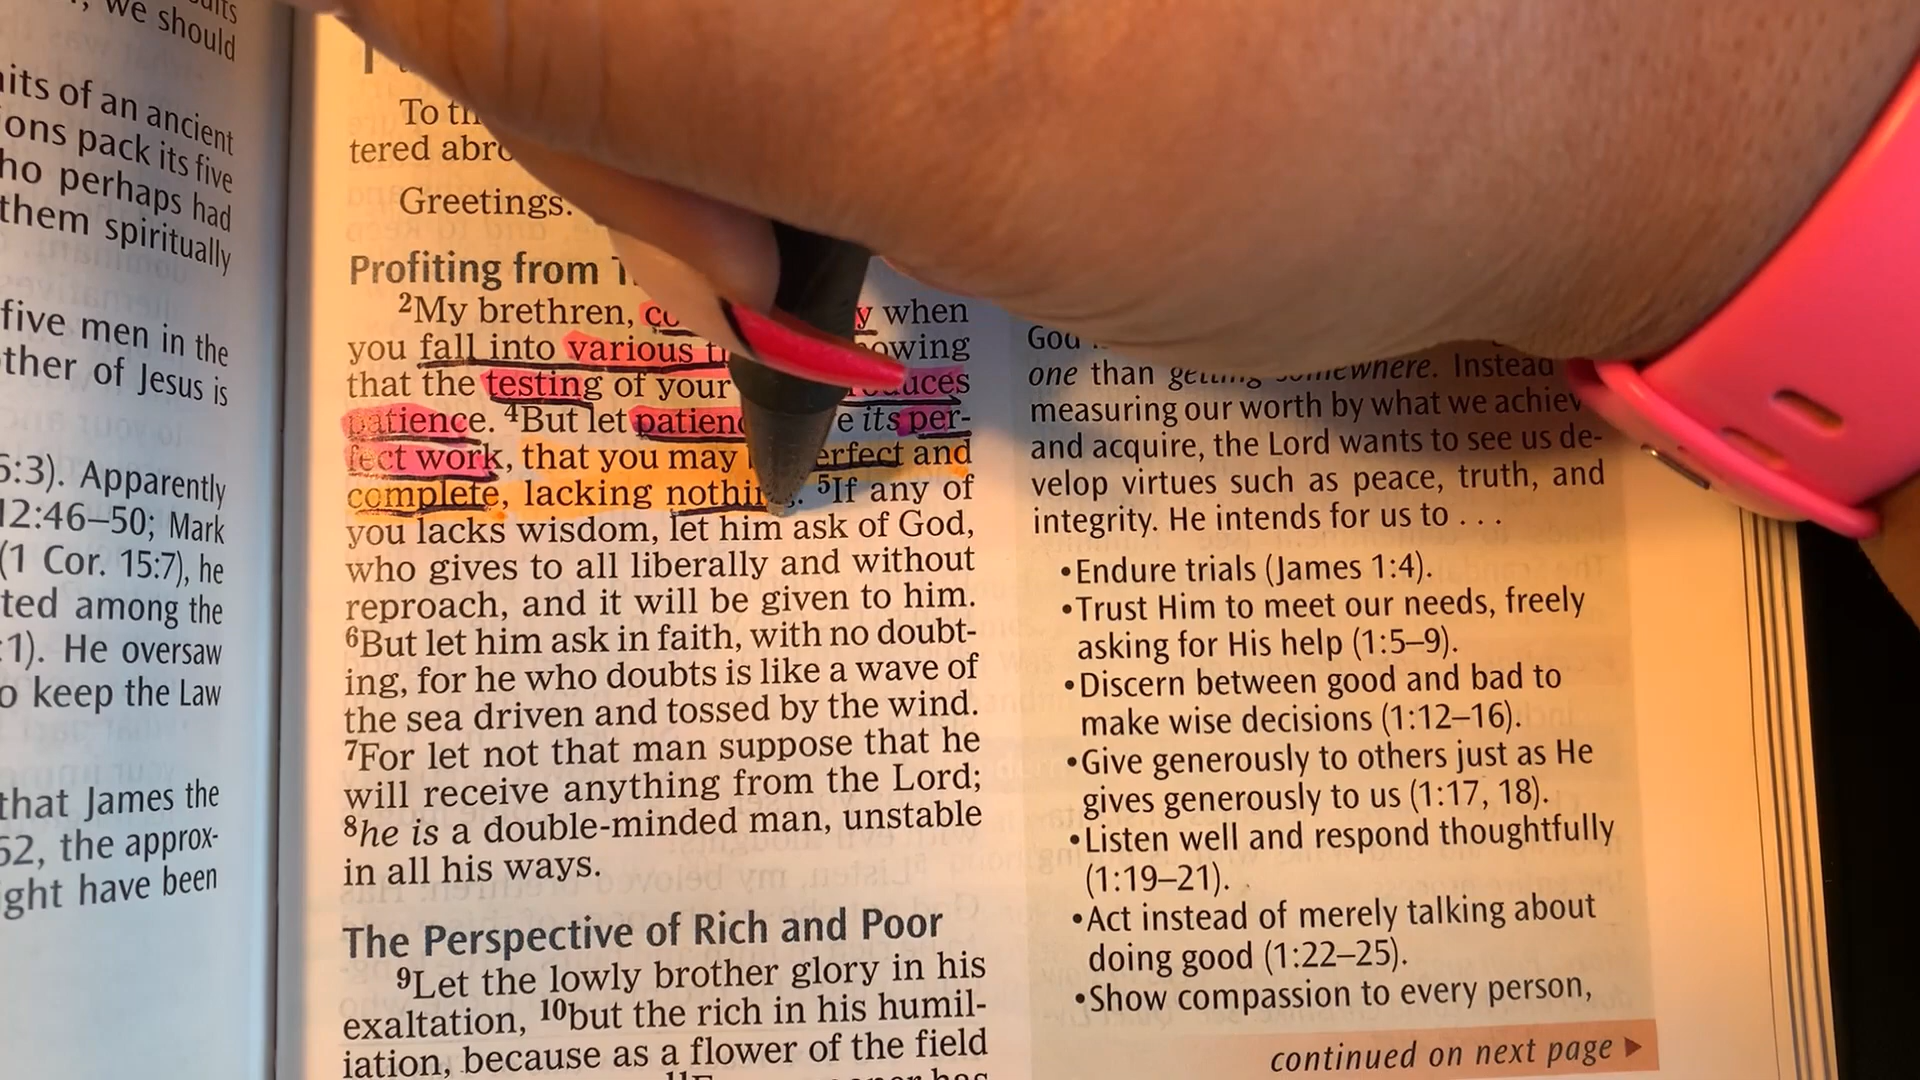 we should
its of an ancient
ons pack its five
ho perhaps had
them spiritually
five men in the
ther of Jesus is
5:3). Apparently
12:46–50; Mark
(1 Cor. 15:7), he
ted among the
:1). He oversaw
o keep the Law
that James the
62, the approx-
ght have been
To th
tered abro
Greetings.
Profiting from
2My brethren, co y when
you fall into various t owing
that the testing of your oduces
patience. 4But let patienc e its per-
fect work, that you may erfect and
complete, lacking nothin . 5If any of
you lacks wisdom, let him ask of God,
who gives to all liberally and without
reproach, and it will be given to him.
6But let him ask in faith, with no doubt-
ing, for he who doubts is like a wave of
the sea driven and tossed by the wind.
7For let not that man suppose that he
will receive anything from the Lord;
8he is a double-minded man, unstable
in all his ways.
The Perspective of Rich and Poor
9Let the lowly brother glory in his
exaltation, 10but the rich in his humil-
iation, because as a flower of the field
God
one than getting somewhere. Instead
measuring our worth by what we achiev
and acquire, the Lord wants to see us de-
velop virtues such as peace, truth, and
integrity. He intends for us to . . .
•Endure trials (James 1:4).
•Trust Him to meet our needs, freely
asking for His help (1:5–9).
•Discern between good and bad to
make wise decisions (1:12–16).
•Give generously to others just as He
gives generously to us (1:17, 18).
•Listen well and respond thoughtfully
(1:19–21).
•Act instead of merely talking about
doing good (1:22–25).
•Show compassion to every person,
continued on next page ▶